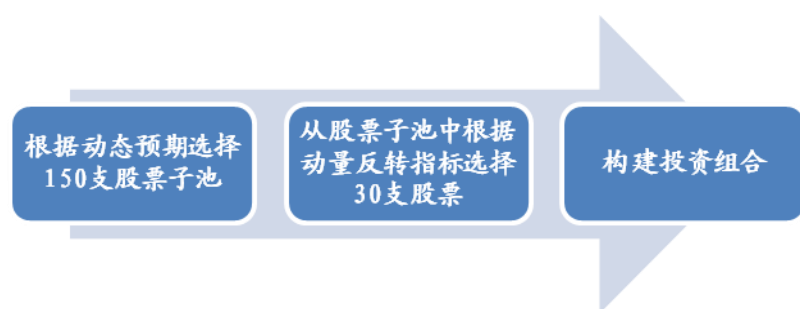 根据动态预期选择
150支股票子池
从股票子池中根据
动量反转指标选择
30支股票
构建投资组合